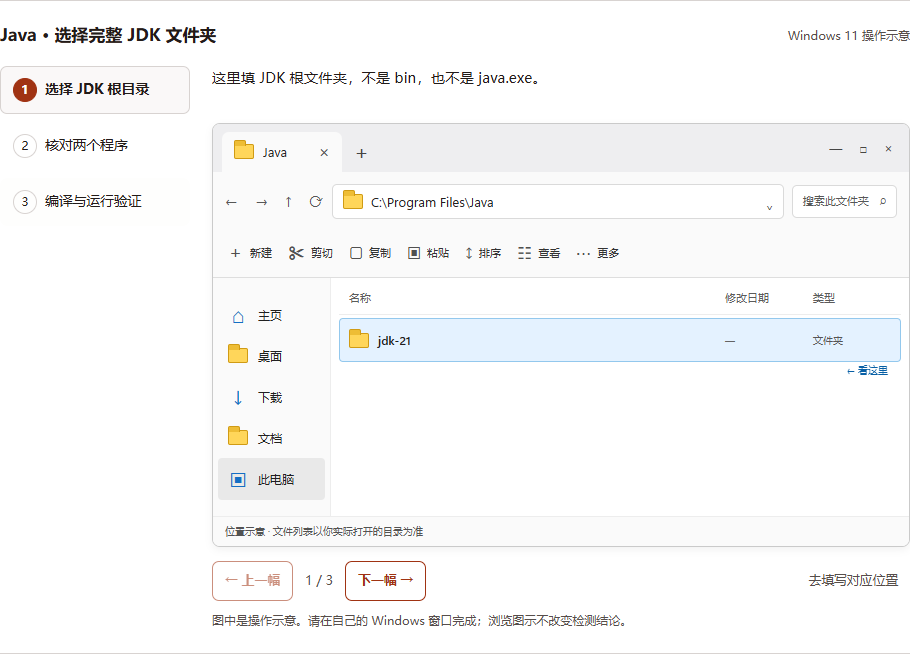 Java • 选择完整 JDK 文件夹
Windows 11 操作示意
1 选择 JDK 根目录
2 核对两个程序
3 编译与运行验证
这里填 JDK 根文件夹，不是 bin，也不是 java.exe。
Java
C:\Program Files\Java
搜索此文件夹
新建 剪切 复制 粘贴 排序 查看 更多
主页
桌面
下载
文档
此电脑
名称 修改日期 类型
jdk-21 — 文件夹
← 看这里
位置示意 · 文件列表以你实际打开的目录为准
← 上一幅 1 / 3 下一幅 →
去填写对应位置
图中是操作示意。请在自己的 Windows 窗口完成；浏览图示不改变检测结论。